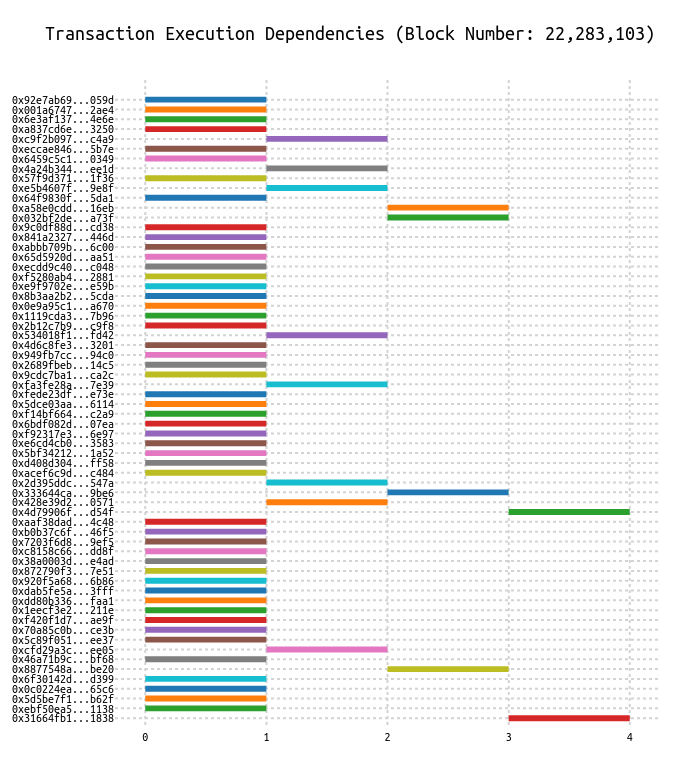 Transaction Execution Dependencies (Block Number: 22,283,103)
0x92e7ab69...059d
0x001a6747...2ae4
0x6e3af137...4e6e
0xa837cd6e...3250
0xc9f2b097...c4a9
0xeccae846...5b7e
0x6459c5c1...0349
0x4a24b344...ee1d
0x57f9d371...1f36
0xe5b4607f...9e8f
0x64f9830f...5da1
0xa58e0cdd...16eb
0x032bf2de...a73f
0x9c0df88d...cd38
0x841a2327...446d
0xabbb709b...6c00
0x65d5920d...aa51
0xecdd9c40...c048
0xf5280ab4...2881
0xe9f9702e...e59b
0x8b3aa2b2...5cda
0x0e9a95c1...a670
0x1119cda3...7b96
0x2b12c7b9...c9f8
0x534018f1...fd42
0x4d6c8fe3...3201
0x949fb7cc...94c0
0x2689fbeb...14c5
0x9cdc7ba1...ca2c
0xfa3fe28a...7e39
0xfede23df...e73e
0x5dce03aa...6114
0xf14bf664...c2a9
0x6bdf082d...07ea
0xf92317e3...6e97
0xe6cd4cb0...3583
0x5bf34212...1a52
0xd408d304...ff58
0xacef6c9d...c484
0x2d395ddc...547a
0x333644ca...9be6
0x428e39d2...0571
0x4d79906f...d54f
0xaaf38dad...4c48
0xb0b37c6f...46f5
0x7203f6d8...9ef5
0xc8158c66...dd8f
0x38a0003d...e4ad
0x872790f3...7e51
0x920f5a68...6b86
0xdab5fe5a...3fff
0xdd80b336...faa1
0x1eecf3e2...211e
0xf420f1d7...ae9f
0x70a85c0b...ce3b
0x5c89f051...ee37
0xcfd29a3c...ee05
0x46a71b9c...bf68
0x8877548a...be20
0x6f30142d...d399
0x0c0224ea...65c6
0x5d5be7f1...b62f
0xebf50ea5...1138
0x31664fb1...1838
0 1 2 3 4